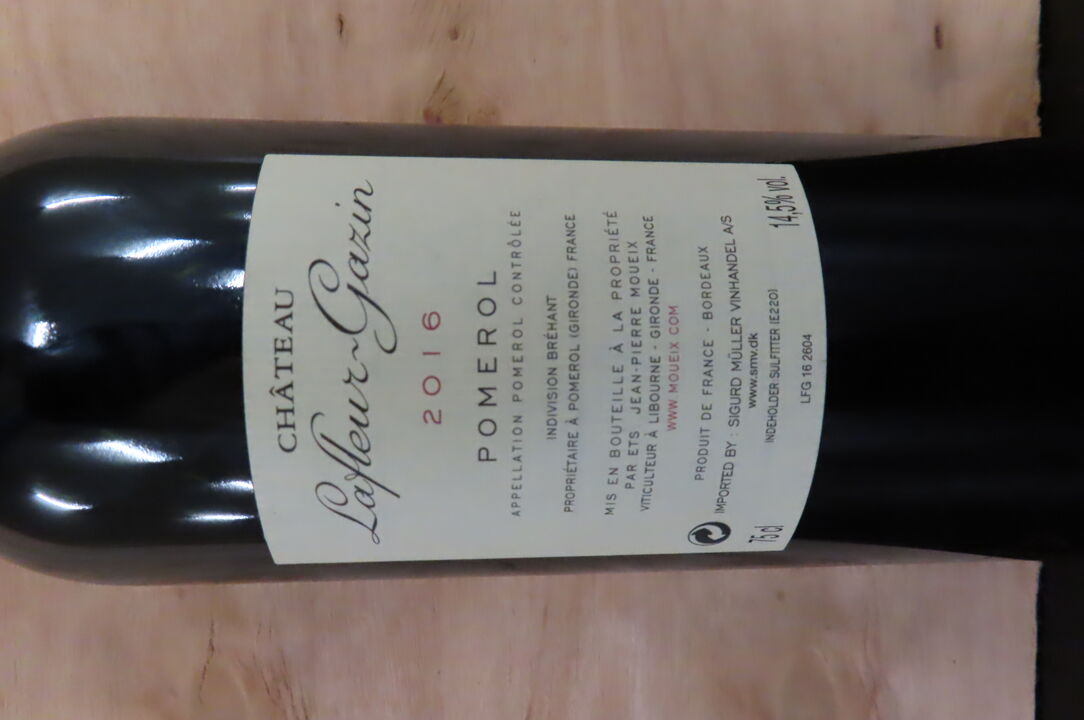 CHÂTEAU
Lafleur-Gazin
2016
POMEROL
APPELLATION POMEROL CONTRÔLÉE
INDIVISION BRÉHANT
PROPRIÉTAIRE À POMEROL (GIRONDE) FRANCE
MIS EN BOUTEILLE À LA PROPRIÉTÉ
PAR ETS JEAN-PIERRE MOUEIX
VITICULTEUR À LIBOURNE - GIRONDE - FRANCE
WWW.MOUEIX.COM
PRODUIT DE FRANCE - BORDEAUX
IMPORTED BY : SIGURD MÜLLER VINHANDEL A/S
www.smv.dk
75 cl
INDEHOLDER SULFITTER (E220)
14,5% vol.
LFG 16 2604